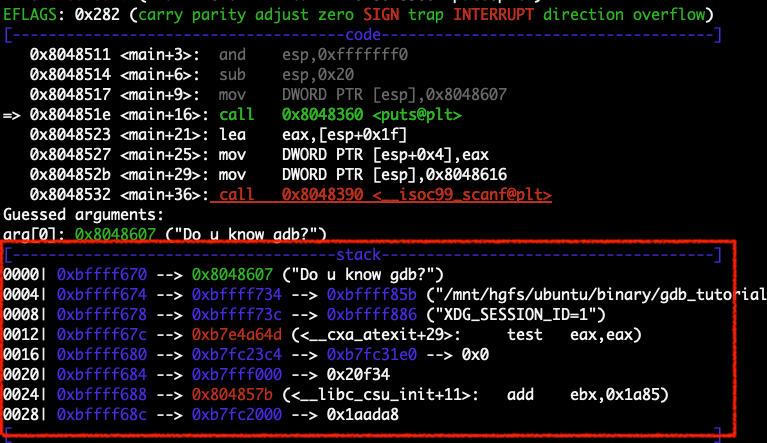 EFLAGS: 0x282 (carry parity adjust zero SIGN trap INTERRUPT direction overflow)
[-------------------------------------code-------------------------------------]
   0x8048511 <main+3>:	and    esp,0xfffffff0
   0x8048514 <main+6>:	sub    esp,0x20
   0x8048517 <main+9>:	mov    DWORD PTR [esp],0x8048607
=> 0x804851e <main+16>:	call   0x8048360 <puts@plt>
   0x8048523 <main+21>:	lea    eax,[esp+0x1f]
   0x8048527 <main+25>:	mov    DWORD PTR [esp+0x4],eax
   0x804852b <main+29>:	mov    DWORD PTR [esp],0x8048616
   0x8048532 <main+36>:	call   0x8048390 <__isoc99_scanf@plt>
Guessed arguments:
arg[0]: 0x8048607 ("Do u know gdb?")
[------------------------------------stack-------------------------------------]
0000| 0xbffff670 --> 0x8048607 ("Do u know gdb?")
0004| 0xbffff674 --> 0xbffff734 --> 0xbffff85b ("/mnt/hgfs/ubuntu/binary/gdb_tutorial
0008| 0xbffff678 --> 0xbffff73c --> 0xbffff886 ("XDG_SESSION_ID=1")
0012| 0xbffff67c --> 0xb7e4a64d (<__cxa_atexit+29>:	test   eax,eax)
0016| 0xbffff680 --> 0xb7fc23c4 --> 0xb7fc31e0 --> 0x0
0020| 0xbffff684 --> 0xb7fff000 --> 0x20f34
0024| 0xbffff688 --> 0x804857b (<__libc_csu_init+11>:	add    ebx,0x1a85)
0028| 0xbffff68c --> 0xb7fc2000 --> 0x1aada8